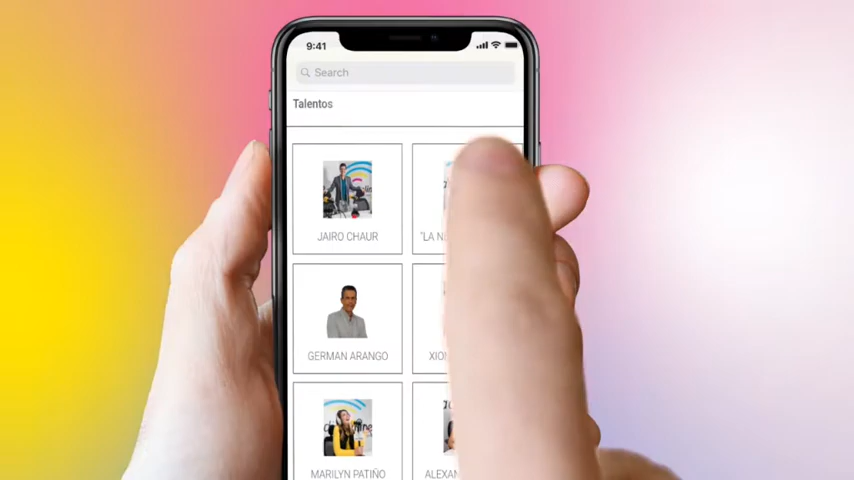 9:41
Search
Talentos
JAIRO CHAUR
"LA N
GERMAN ARANGO
XIO
MARILYN PATIÑO
ALEXAN